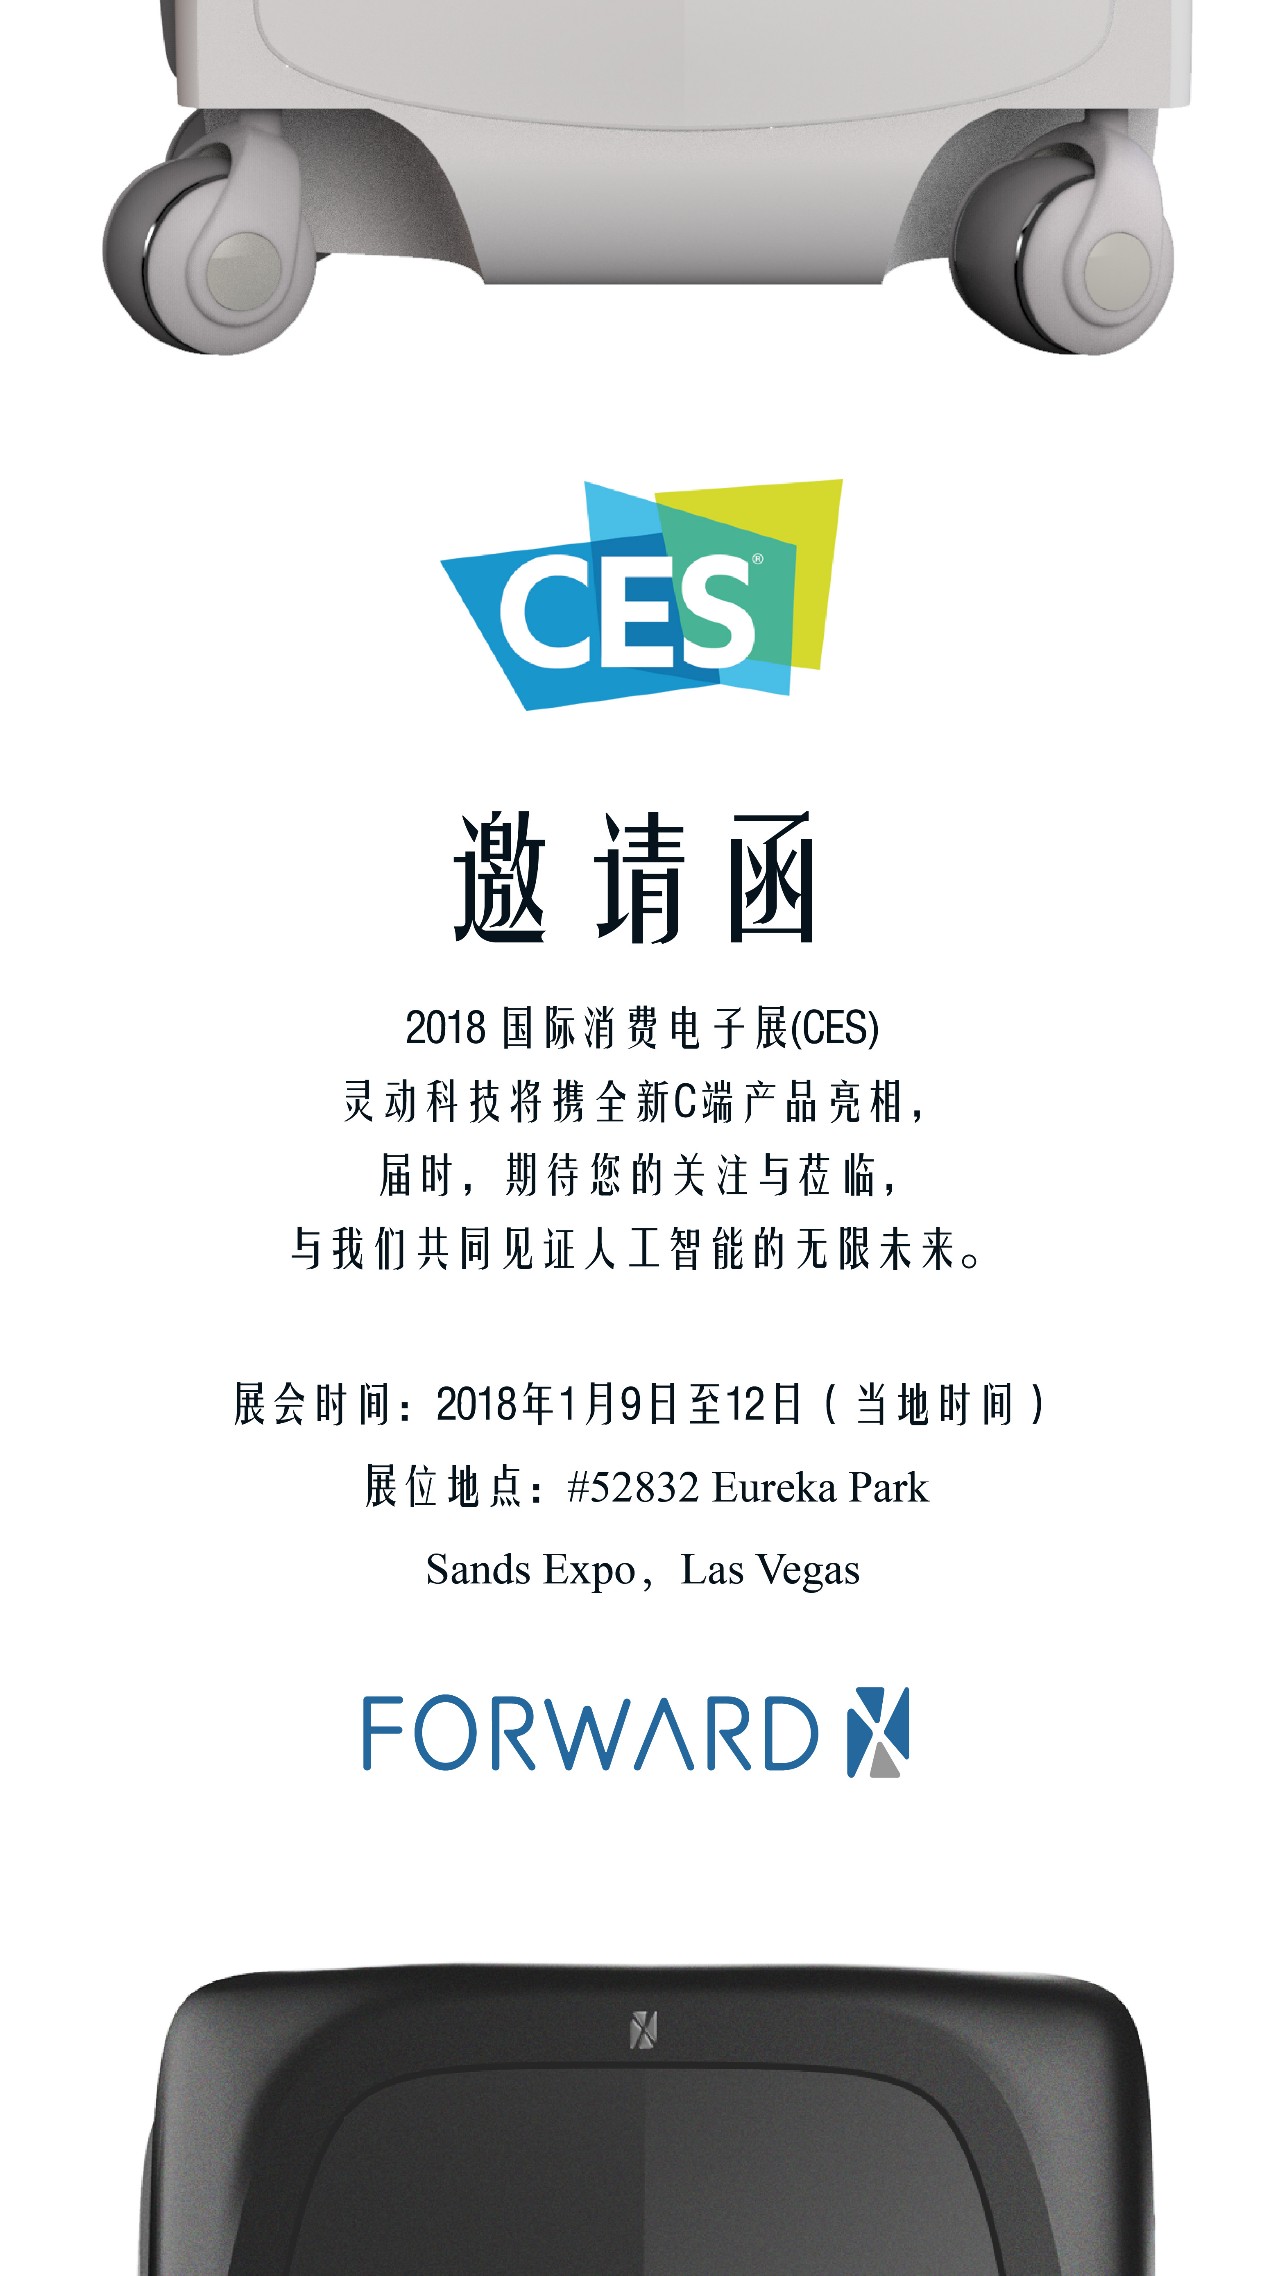 CES®
邀请函
2018 国际消费电子展(CES)
灵动科技将携全新C端产品亮相，
届时，期待您的关注与莅临，
与我们共同见证人工智能的无限未来。
展会时间：2018年1月9日至12日（当地时间）
展位地点：#52832 Eureka Park
Sands Expo，Las Vegas
FORWARD X